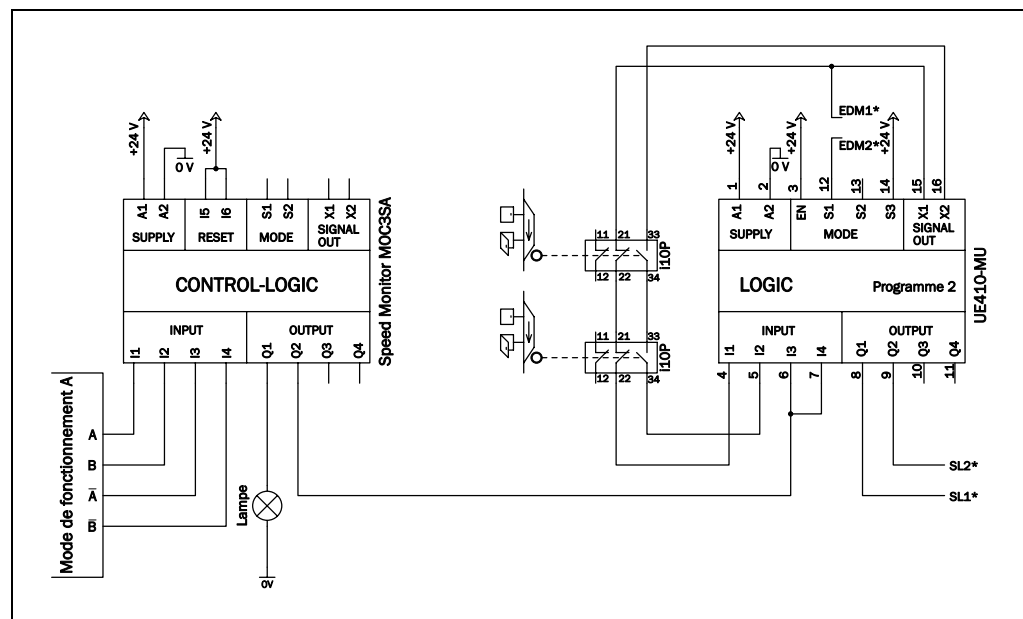 +24 V
0 V
+24 V
A1
A2
I5
I6
S1
S2
X1
X2
SUPPLY
RESET
MODE
SIGNAL OUT
CONTROL-LOGIC
Speed Monitor MOC3SA
INPUT
OUTPUT
I1
I2
I3
I4
Q1
Q2
Q3
Q4
Mode de fonctionnement A
A
B
A̅
B̅
Lampe
0V
11
21
33
12
22
34
i10P
11
21
33
12
22
34
i10P
EDM1*
EDM2*
+24 V
0 V
+24 V
+24 V
1
2
3
12
13
14
15
16
A1
A2
EN
S1
S2
S3
X1
X2
SUPPLY
MODE
SIGNAL OUT
LOGIC
Programme 2
UE410-MU
INPUT
OUTPUT
I1
I2
I3
I4
Q1
Q2
Q3
Q4
4
5
6
7
8
9
10
11
SL2*
SL1*